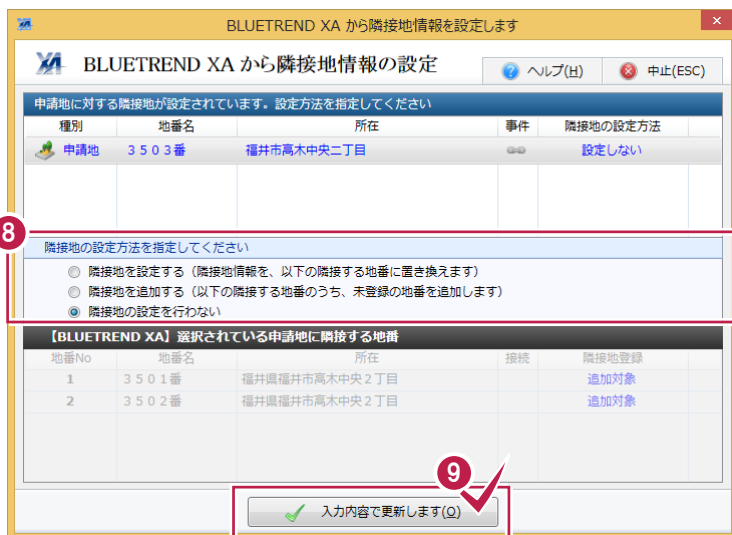 BLUETREND XA から隣接地情報を設定します
BLUETREND XA から隣接地情報の設定 ヘルプ(H) 中止(ESC)
申請地に対する隣接地が設定されています。設定方法を指定してください
種別 地番名 所在 事件 隣接地の設定方法
申請地 3503番 福井市高木中央二丁目 設定しない
8
隣接地の設定方法を指定してください
隣接地を設定する（隣接地情報を、以下の隣接する地番に置き換えます）
隣接地を追加する（以下の隣接する地番のうち、未登録の地番を追加します）
隣接地の設定を行わない
【BLUETREND XA】選択されている申請地に隣接する地番
地番No 地番名 所在 接続 隣接地登録
1 3501番 福井県福井市高木中央2丁目 追加対象
2 3502番 福井県福井市高木中央2丁目 追加対象
9
入力内容で更新します(O)